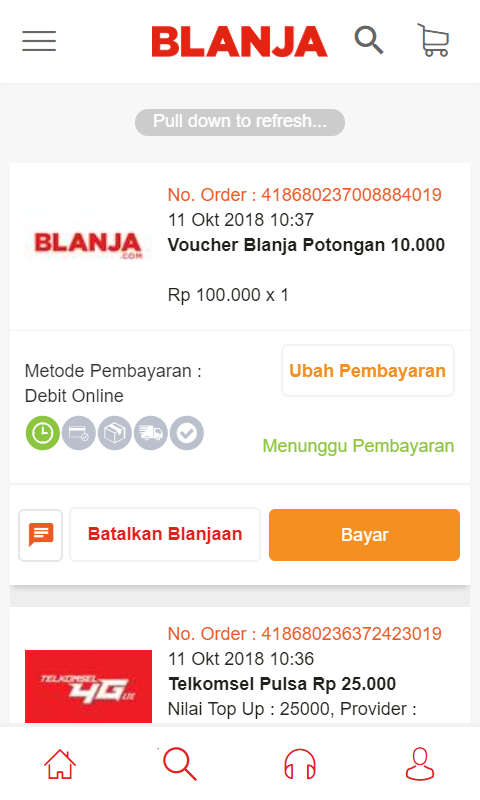 BLANJA
Pull down to refresh...
No. Order : 418680237008884019
11 Okt 2018 10:37
BLANJA
.COM
Voucher Blanja Potongan 10.000
Rp 100.000 x 1
Metode Pembayaran :
Debit Online
Ubah Pembayaran
Menunggu Pembayaran
Batalkan Blanjaan
Bayar
No. Order : 418680236372423019
11 Okt 2018 10:36
TELKOMSEL
4G LTE
Telkomsel Pulsa Rp 25.000
Nilai Top Up : 25000, Provider :